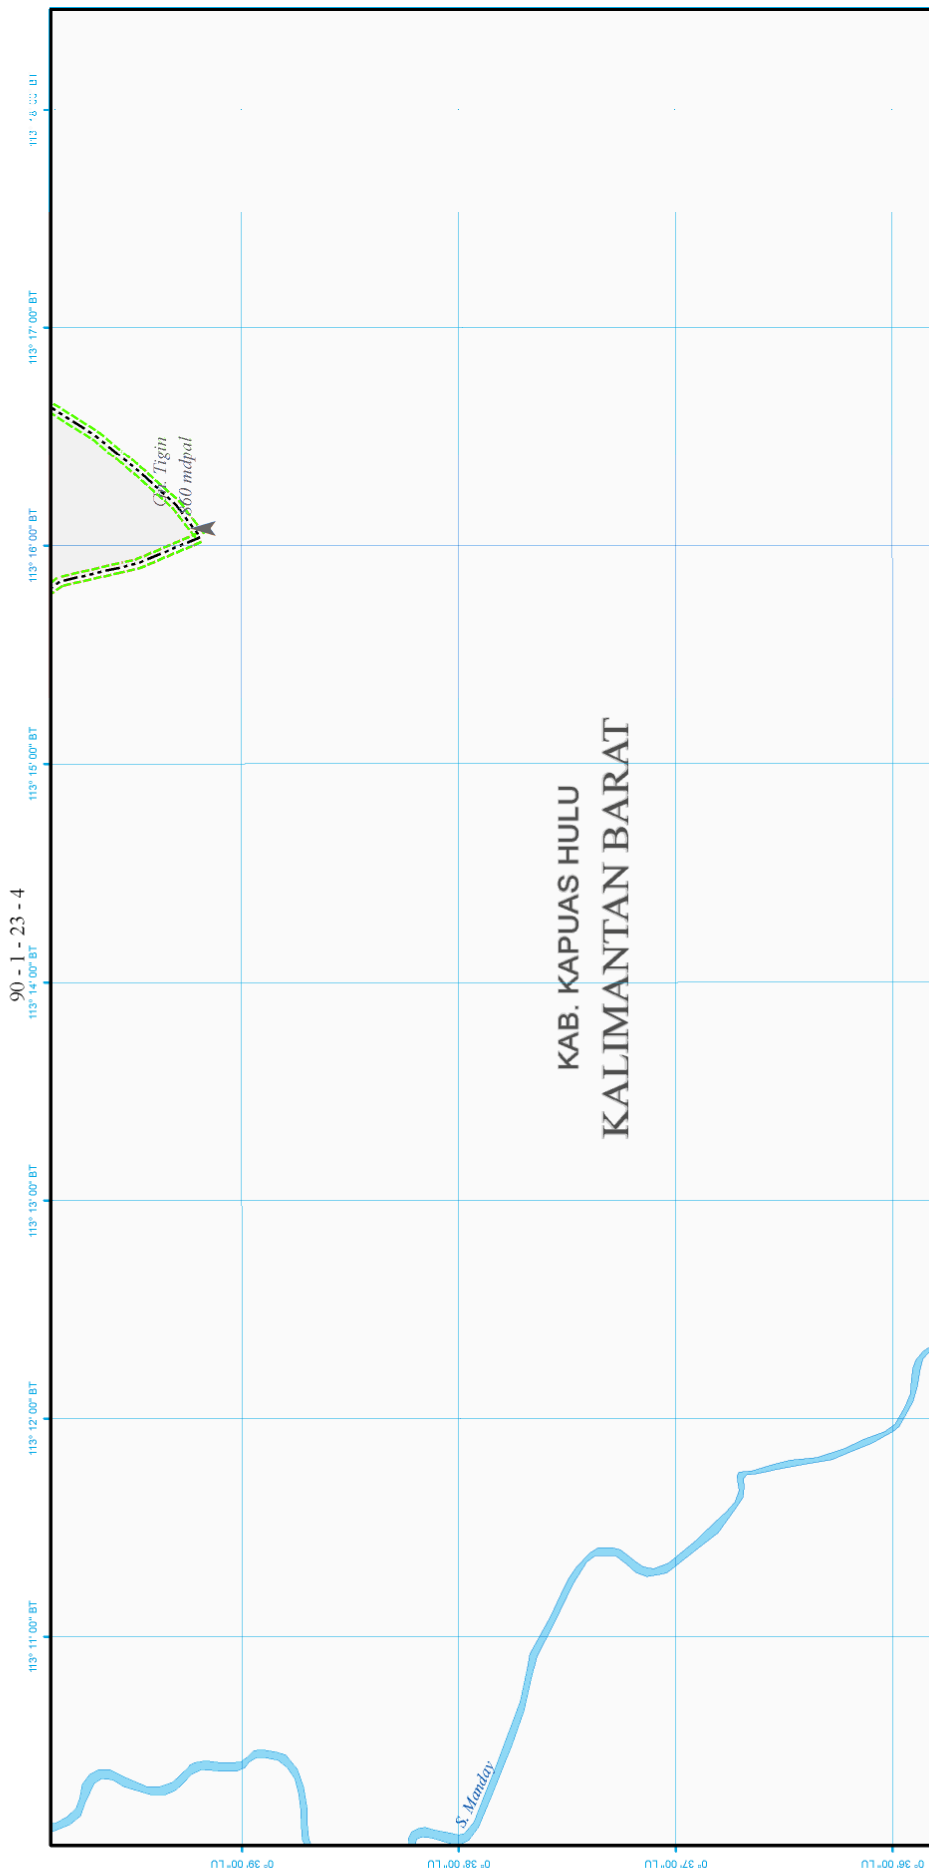 90 - 1 - 23 - 4
113° 11' 00" BT
113° 12' 00" BT
113° 13' 00" BT
113° 14' 00" BT
113° 15' 00" BT
113° 16' 00" BT
113° 17' 00" BT
Tigin
360 mdpal
KAB. KAPUAS HULU
KALIMANTAN BARAT
S. Manday
0° 39' 00" LU
0° 38' 00" LU
0° 37' 00" LU
0° 36' 00" LU